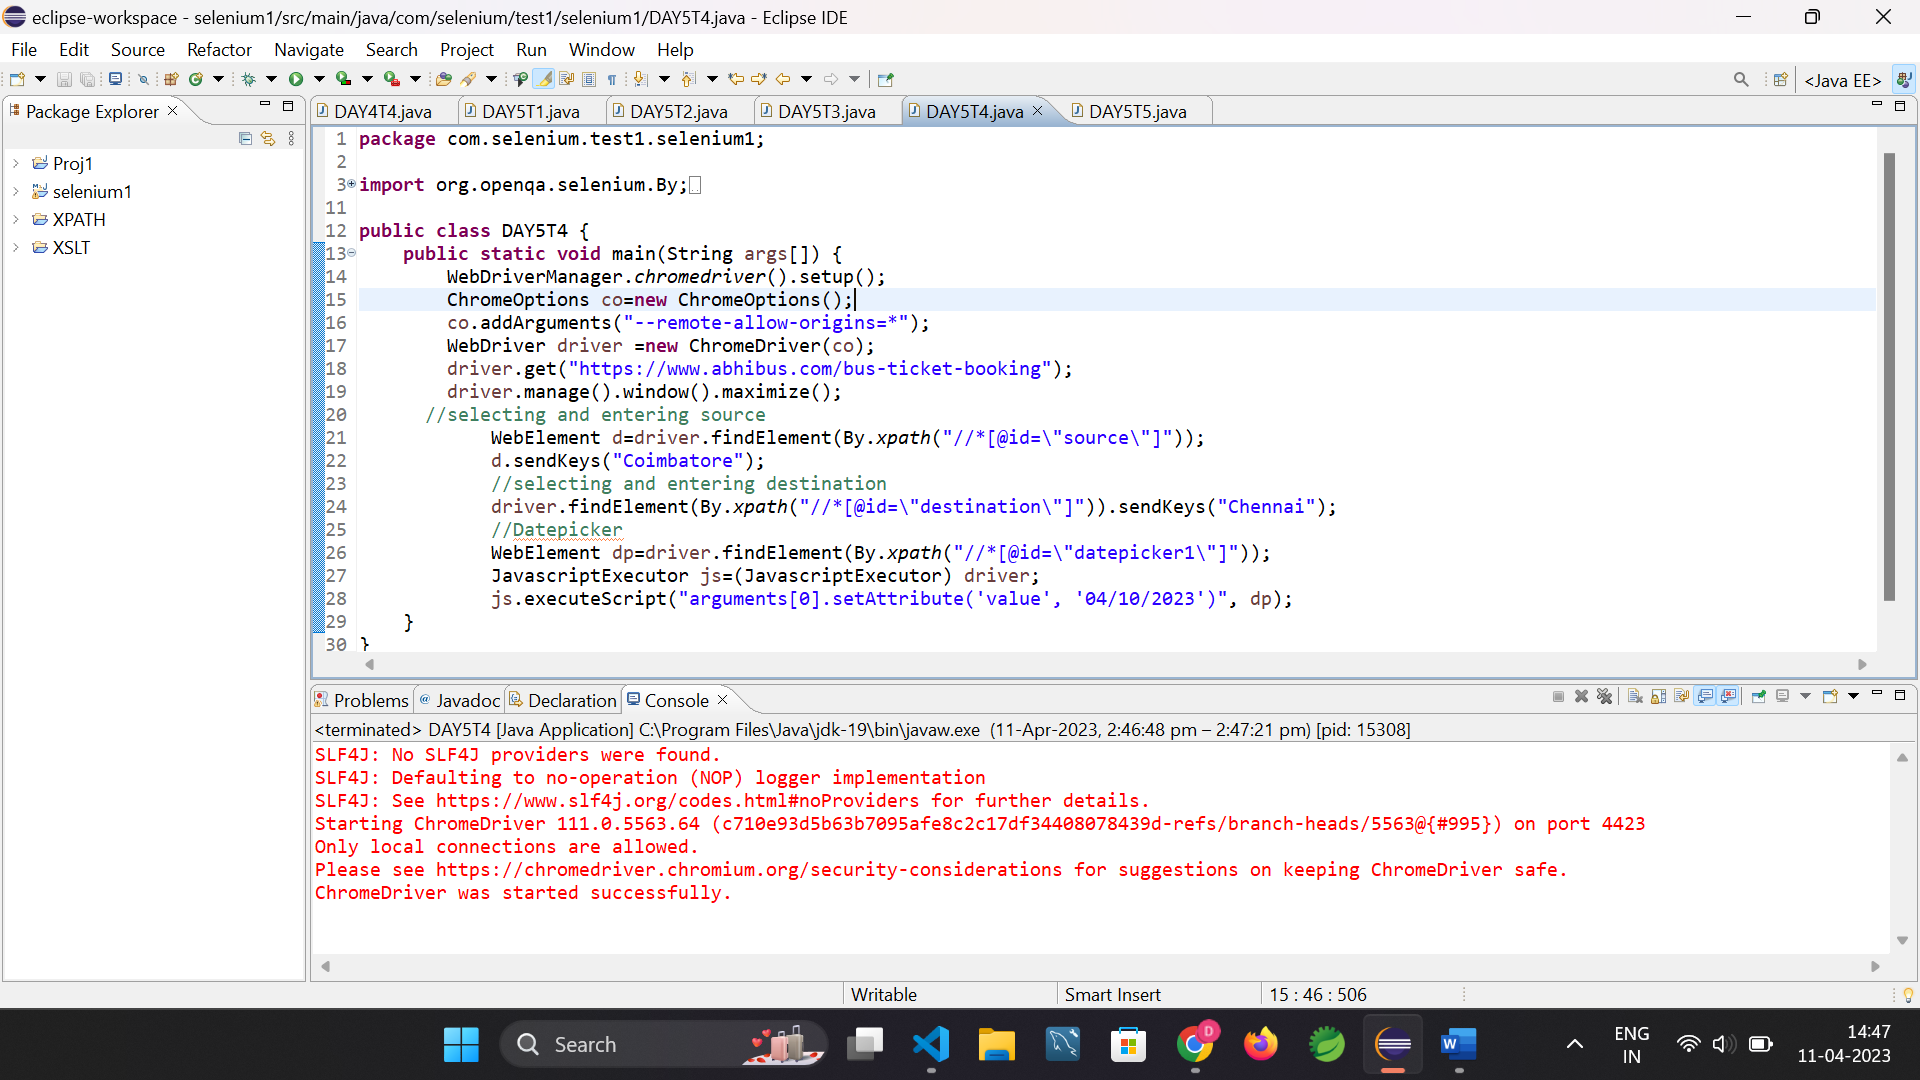 eclipse-workspace - selenium1/src/main/java/com/selenium/test1/selenium1/DAY5T4.java - Eclipse IDE
File Edit Source Refactor Navigate Search Project Run Window Help
<Java EE>
Package Explorer
DAY4T4.java DAY5T1.java DAY5T2.java DAY5T3.java DAY5T4.java DAY5T5.java
Proj1
selenium1
XPATH
XSLT
1 package com.selenium.test1.selenium1;
2
3 import org.openqa.selenium.By;
11
12 public class DAY5T4 {
13 public static void main(String args[]) {
14 WebDriverManager.chromedriver().setup();
15 ChromeOptions co=new ChromeOptions();
16 co.addArguments("--remote-allow-origins=*");
17 WebDriver driver =new ChromeDriver(co);
18 driver.get("https://www.abhibus.com/bus-ticket-booking");
19 driver.manage().window().maximize();
20 //selecting and entering source
21 WebElement d=driver.findElement(By.xpath("//*[@id=\"source\"]"));
22 d.sendKeys("Coimbatore");
23 //selecting and entering destination
24 driver.findElement(By.xpath("//*[@id=\"destination\"]")).sendKeys("Chennai");
25 //Datepicker
26 WebElement dp=driver.findElement(By.xpath("//*[@id=\"datepicker1\"]"));
27 JavascriptExecutor js=(JavascriptExecutor) driver;
28 js.executeScript("arguments[0].setAttribute('value', '04/10/2023')", dp);
29 }
30 }
Problems @ Javadoc Declaration Console
<terminated> DAY5T4 [Java Application] C:\Program Files\Java\jdk-19\bin\javaw.exe (11-Apr-2023, 2:46:48 pm – 2:47:21 pm) [pid: 15308]
SLF4J: No SLF4J providers were found.
SLF4J: Defaulting to no-operation (NOP) logger implementation
SLF4J: See https://www.slf4j.org/codes.html#noProviders for further details.
Starting ChromeDriver 111.0.5563.64 (c710e93d5b63b7095afe8c2c17df34408078439d-refs/branch-heads/5563@{#995}) on port 4423
Only local connections are allowed.
Please see https://chromedriver.chromium.org/security-considerations for suggestions on keeping ChromeDriver safe.
ChromeDriver was started successfully.
Writable Smart Insert 15 : 46 : 506
Search
D
W
ENG
IN
14:47
11-04-2023